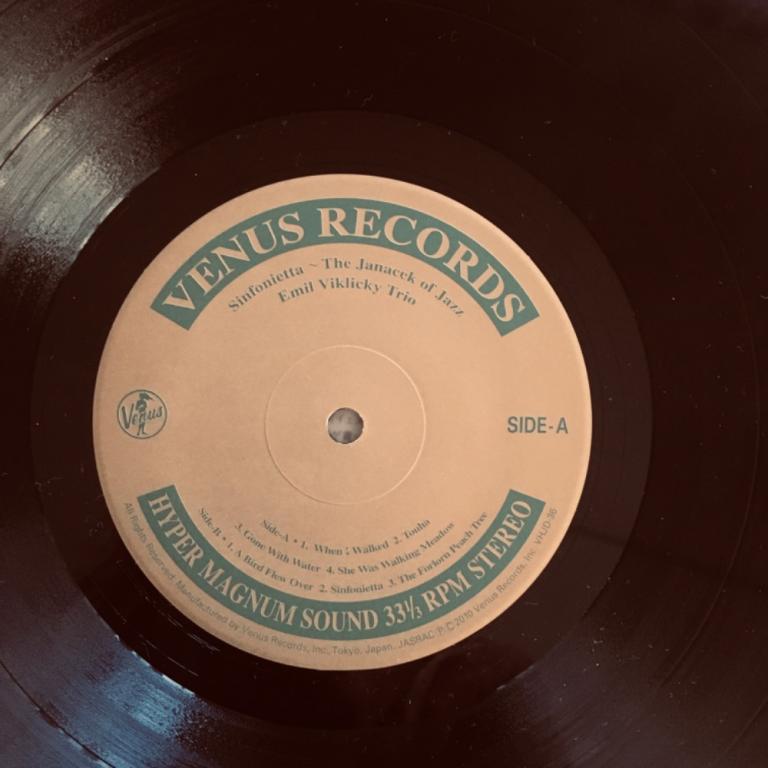 VENUS RECORDS
Sinfonietta ~ The Janacek of Jazz
Emil Viklicky Trio
Venus
SIDE-A
Side-A • 1. When ; Walked 2. Touha
3. Gone With Water 4. She Was Walking Meadow
Side-B • 1. A Bird Flew Over 2. Sinfonietta 3. The Forlorn Peach Tree
HYPER MAGNUM SOUND 33⅓ RPM STEREO
All Rights Reserved. Manufactured by Venus Records, Inc., Tokyo, Japan. JASRAC Ⓟ Ⓒ 2010 Venus Records, Inc. VHJD-36